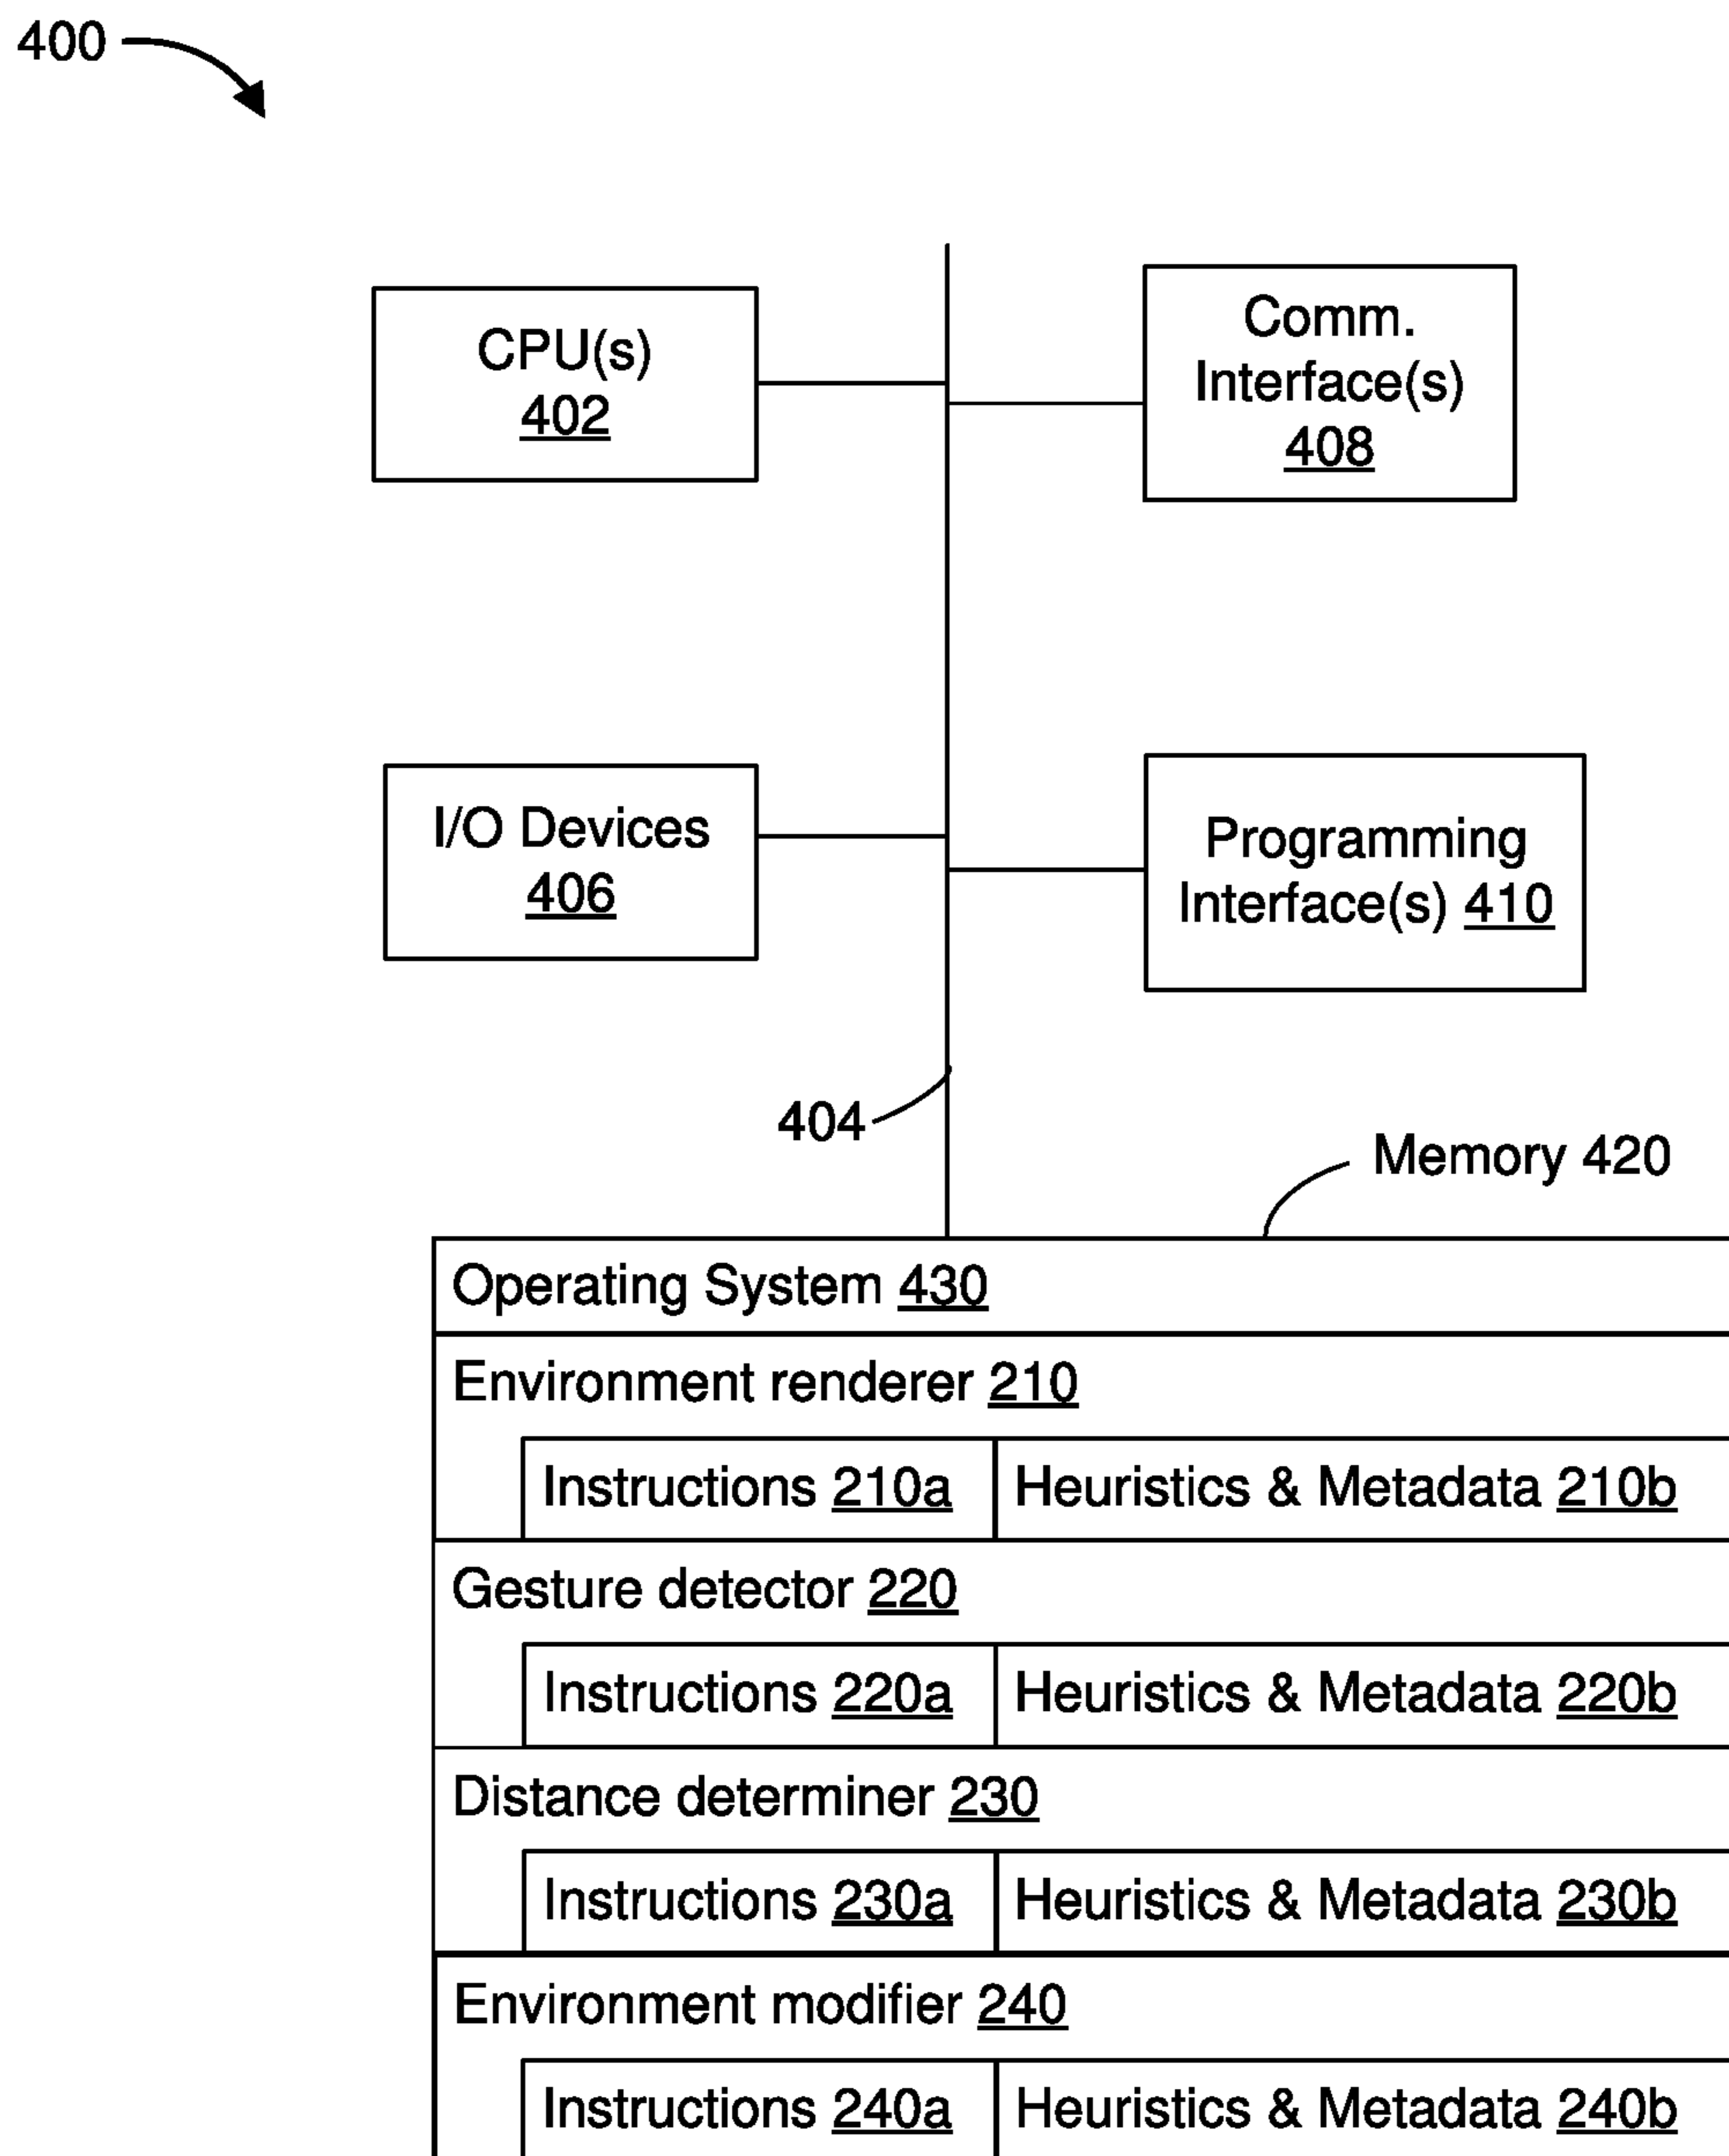 400
CPU(s)
402
Comm.
Interface(s)
408
I/O Devices
406
Programming
Interface(s) 410
404
Memory 420
Operating System 430
Environment renderer 210
Instructions 210a
Heuristics & Metadata 210b
Gesture detector 220
Instructions 220a
Heuristics & Metadata 220b
Distance determiner 230
Instructions 230a
Heuristics & Metadata 230b
Environment modifier 240
Instructions 240a
Heuristics & Metadata 240b